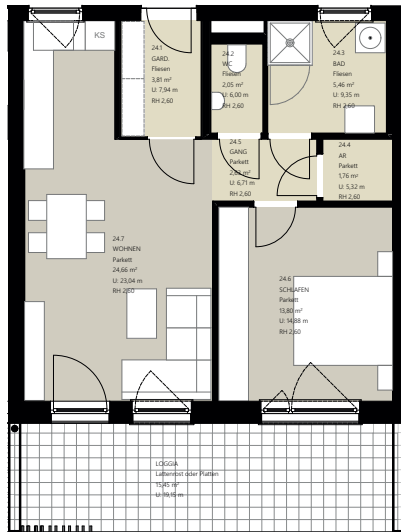 KS
24.1
GARD.
Fliesen
3,81 m²
U: 7,94 m
RH 2,60
24.2
WC
Fliesen
2,05 m²
U: 6,00 m
RH 2,60
24.3
BAD
Fliesen
5,46 m²
U: 9,35 m
RH 2,60
24.5
GANG
Parkett
m²
U: 6,71 m
RH 2,60
24.4
AR
Parkett
1,76 m²
U: 5,32 m
RH 2,60
24.7
WOHNEN
Parkett
24,66 m²
U: 23,04 m
RH 2,60
24.6
SCHLAFEN
Parkett
13,80 m²
U: 14,88 m
RH 2,60
LOGGIA
Lattenrost oder Platten
15,45 m²
U: 19,15 m